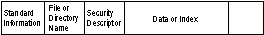 Standard
Information
File or
Directory
Name
Security
Descriptor
Data or Index